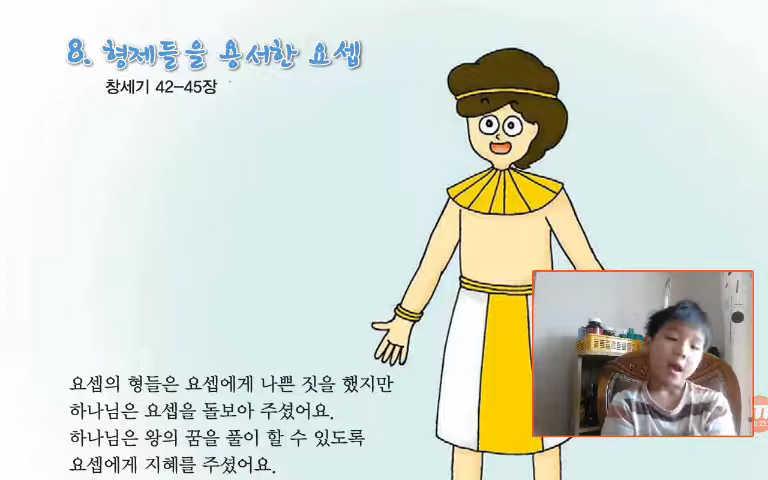 8. 형제들을 용서한 요셉
창세기 42-45장
요셉의 형들은 요셉에게 나쁜 짓을 했지만
하나님은 요셉을 돌보아 주셨어요.
하나님은 왕의 꿈을 풀이 할 수 있도록
요셉에게 지혜를 주셨어요.